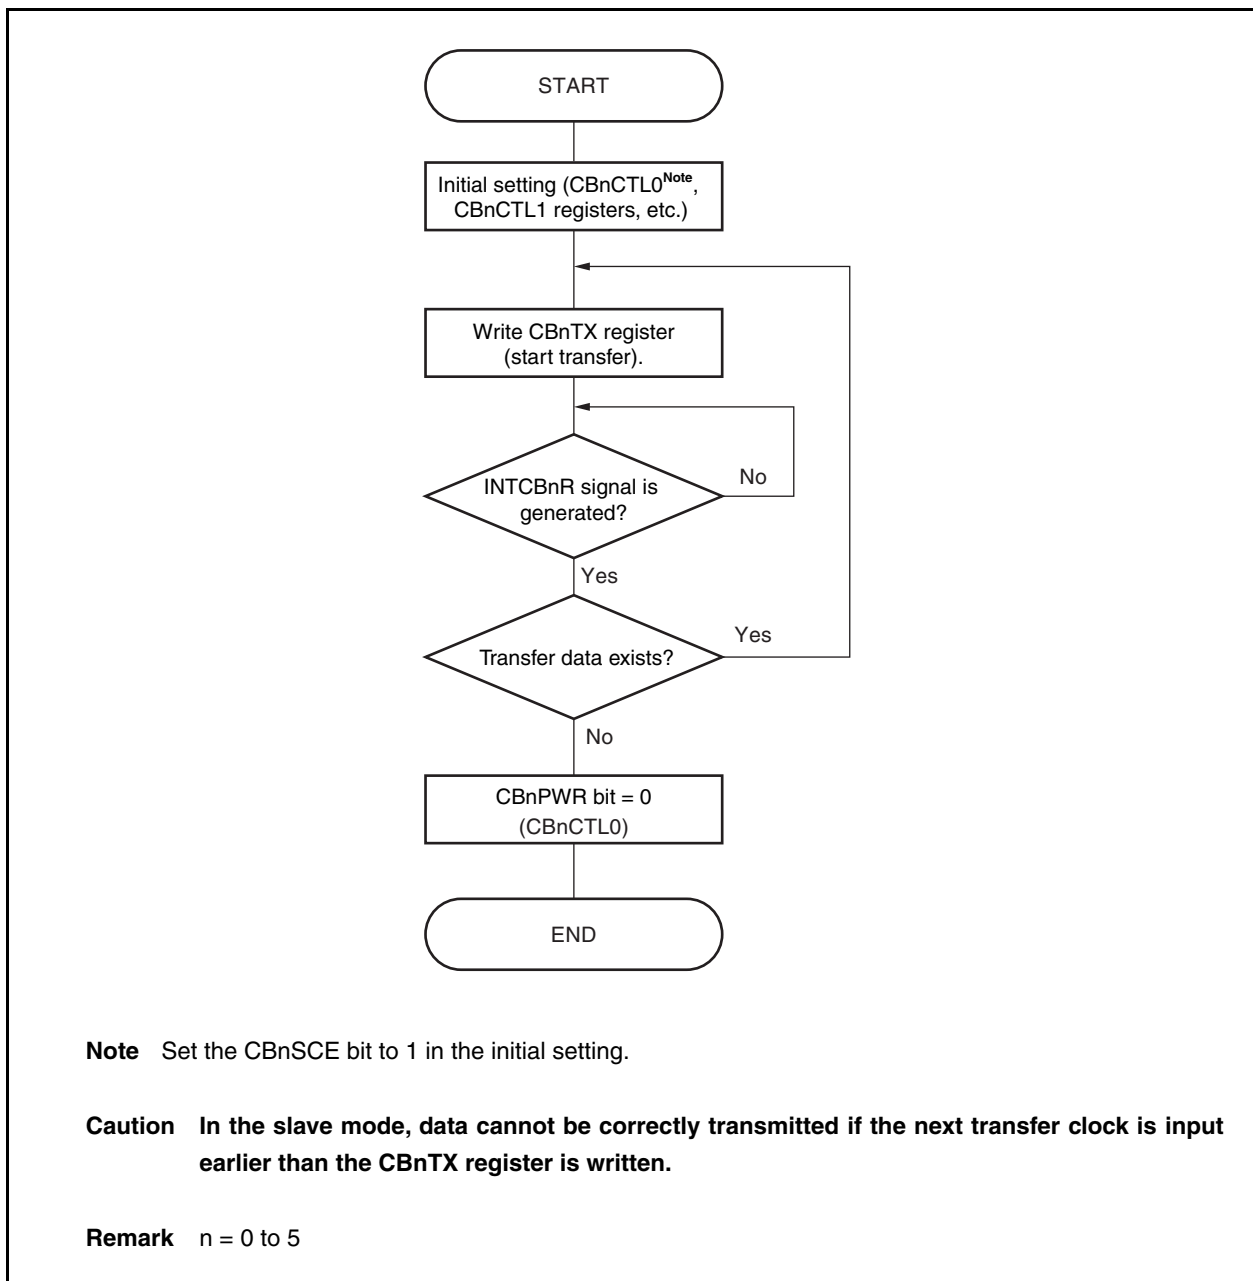 START
Initial setting (CBnCTL0Note,
CBnCTL1 registers, etc.)
Write CBnTX register
(start transfer).
INTCBnR signal is
generated?
No
Yes
Transfer data exists?
Yes
No
CBnPWR bit = 0
(CBnCTL0)
END
Note Set the CBnSCE bit to 1 in the initial setting.
Caution In the slave mode, data cannot be correctly transmitted if the next transfer clock is input
earlier than the CBnTX register is written.
Remark n = 0 to 5